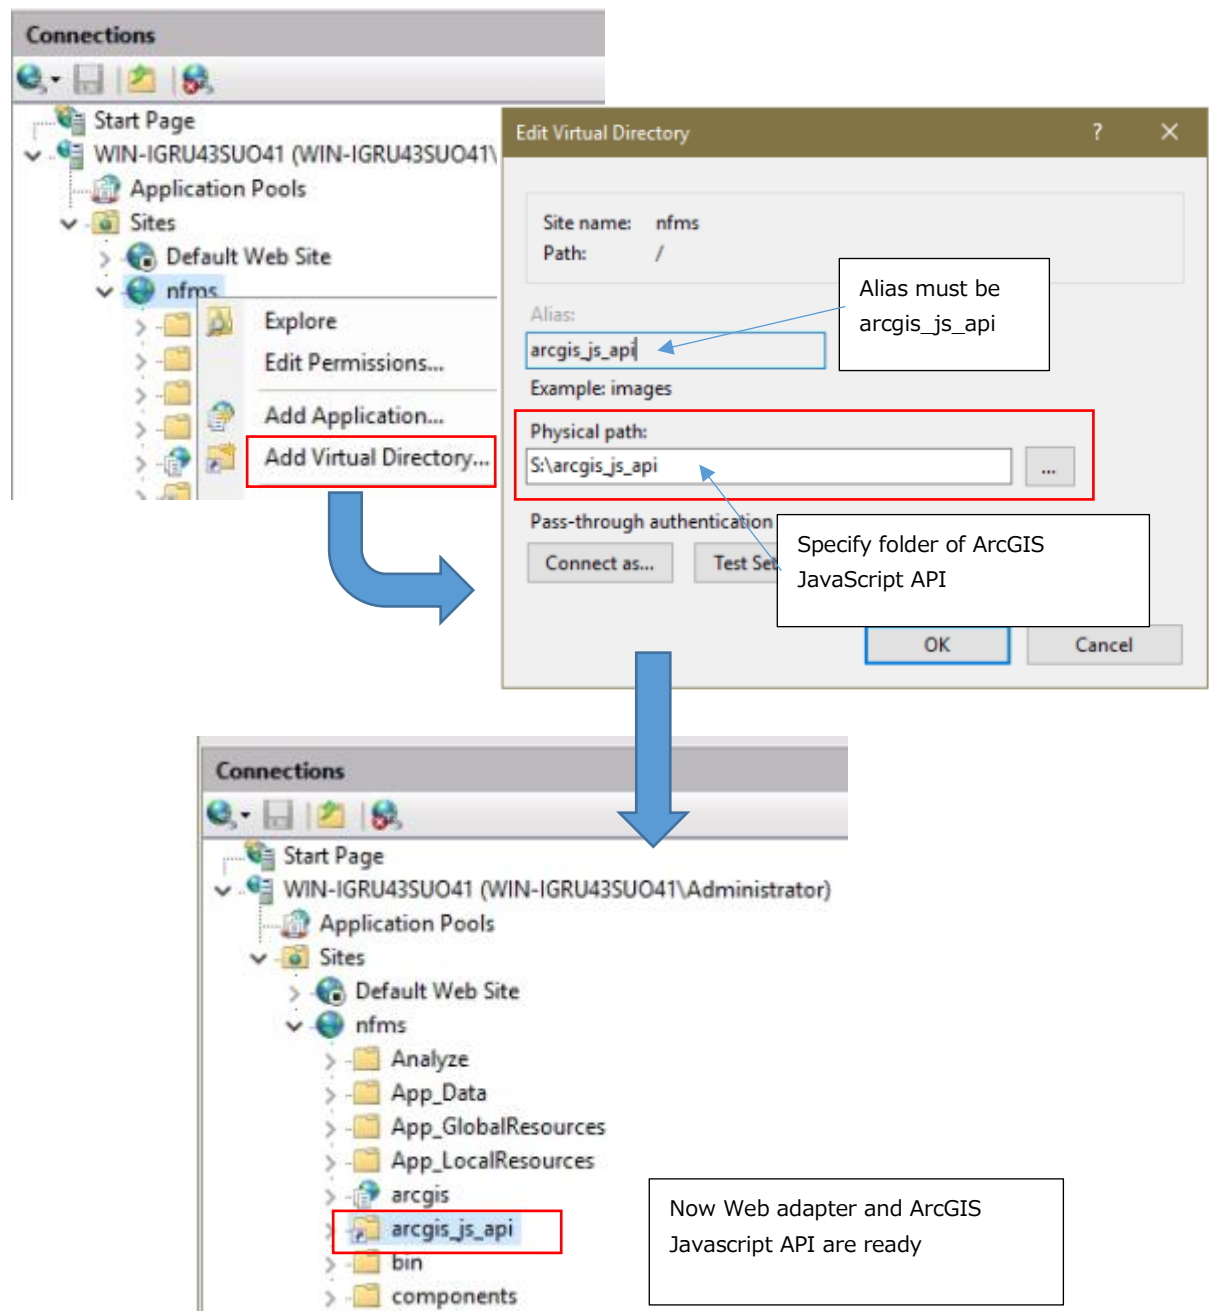 Connections
Start Page
WIN-IGRU43SUO41 (WIN-IGRU43SUO41\
Application Pools
Sites
Default Web Site
nfms
Explore
Edit Permissions...
Add Application...
Add Virtual Directory...
Edit Virtual Directory
Site name: nfms
Path: /
Alias:
arcgis_js_api
Example: images
Physical path:
S:\arcgis_js_api
...
Pass-through authentication
Connect as...
Test Set
OK
Cancel
Alias must be
arcgis_js_api
Specify folder of ArcGIS
JavaScript API
Connections
Start Page
WIN-IGRU43SUO41 (WIN-IGRU43SUO41\Administrator)
Application Pools
Sites
Default Web Site
nfms
Analyze
App_Data
App_GlobalResources
App_LocalResources
arcgis
arcgis_js_api
bin
components
Now Web adapter and ArcGIS
Javascript API are ready